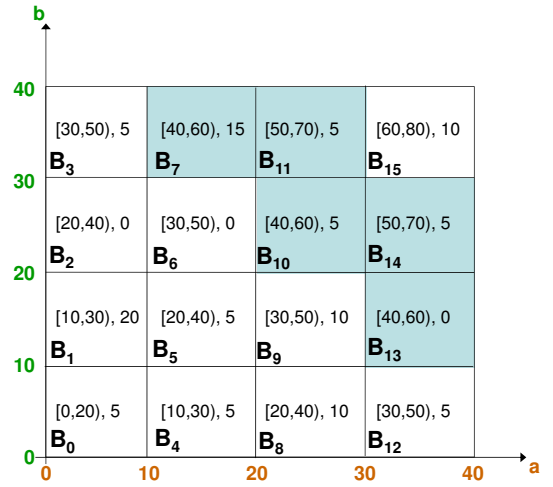 b
40
[30,50), 5 [40,60), 15 [50,70), 5 [60,80), 10
B3 B7 B11 B15
30
[20,40), 0 [30,50), 0 [40,60), 5 [50,70), 5
B2 B6 B10 B14
20
[10,30), 20 [20,40), 5 [30,50), 10 [40,60), 0
B1 B5 B9 B13
10
[0,20), 5 [10,30), 5 [20,40), 10 [30,50), 5
B0 B4 B8 B12
0
0 10 20 30 40 a